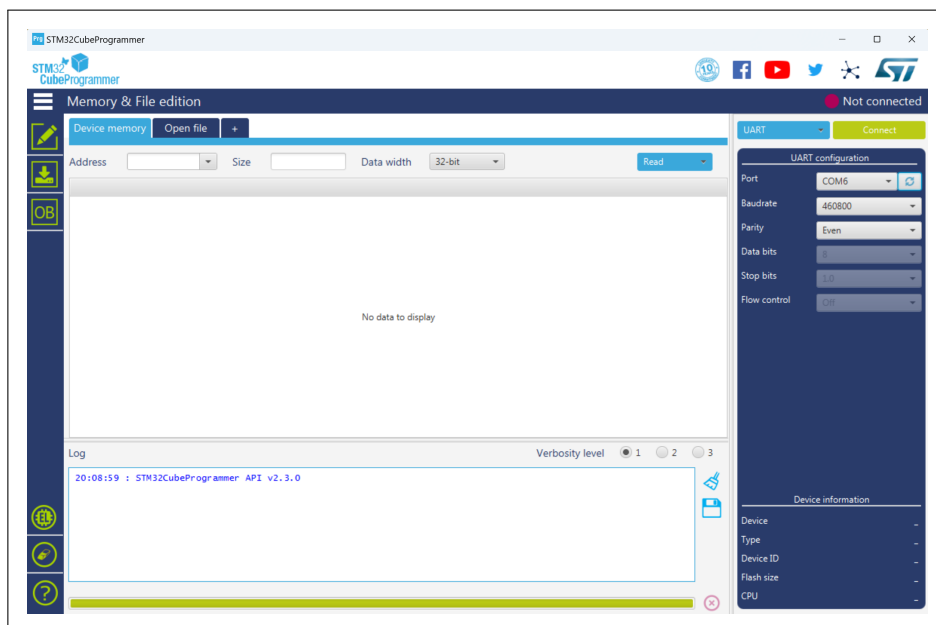 Prg STM32CubeProgrammer
STM32
CubeProgrammer
Memory & File edition
Not connected
Device memory Open file +
UART Connect
Address Size Data width 32-bit Read
UART configuration
Port COM6
Baudrate 460800
Parity Even
Data bits 8
Stop bits 1.0
Flow control Off
OB
No data to display
Log Verbosity level 1 2 3
20:08:59 : STM32CubeProgrammer API v2.3.0
Device information
Device -
Type -
Device ID -
Flash size -
CPU -